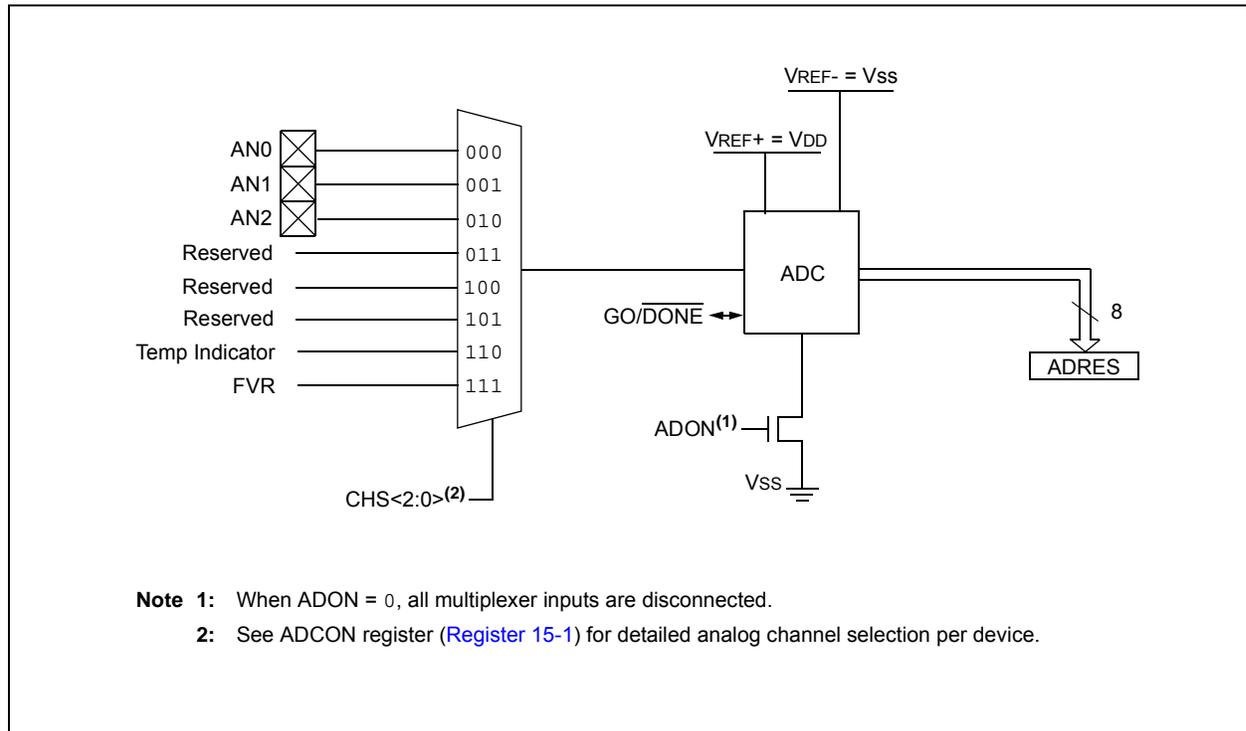 VREF- = VSS
VREF+ = VDD
AN0
000
AN1
001
AN2
010
Reserved
011
Reserved
100
Reserved
101
Temp Indicator
110
FVR
111
ADC
GO/DONE
8
ADRES
ADON(1)
VSS
CHS<2:0>(2)
Note 1: When ADON = 0, all multiplexer inputs are disconnected.
2: See ADCON register (Register 15-1) for detailed analog channel selection per device.